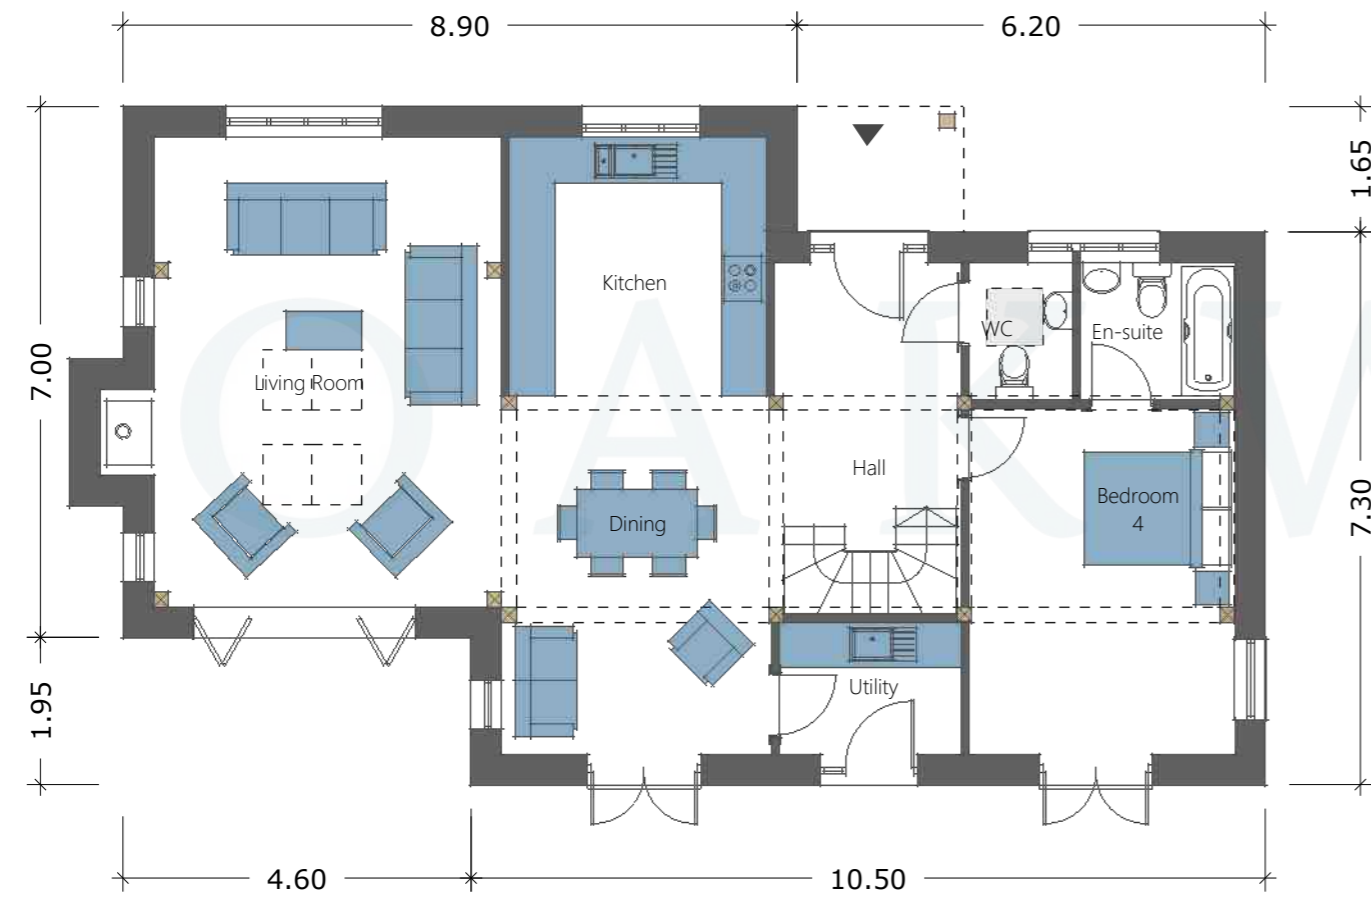 8.90
6.20
1.65
Kitchen
7.00
WC
En-suite
Living Room
Hall
Bedroom
4
Dining
7.30
Utility
1.95
4.60
10.50
O A K W